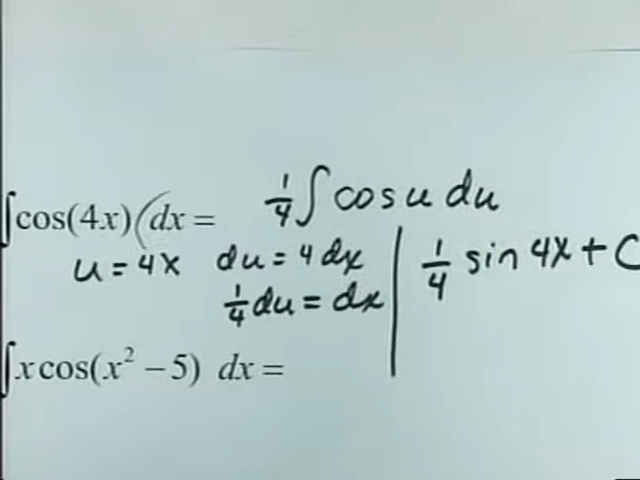 ∫cos(4x) (dx = 1/4 ∫ cos u du
u = 4x du = 4 dx | 1/4 sin 4x + C
1/4 du = dx
∫x cos(x² − 5) dx =